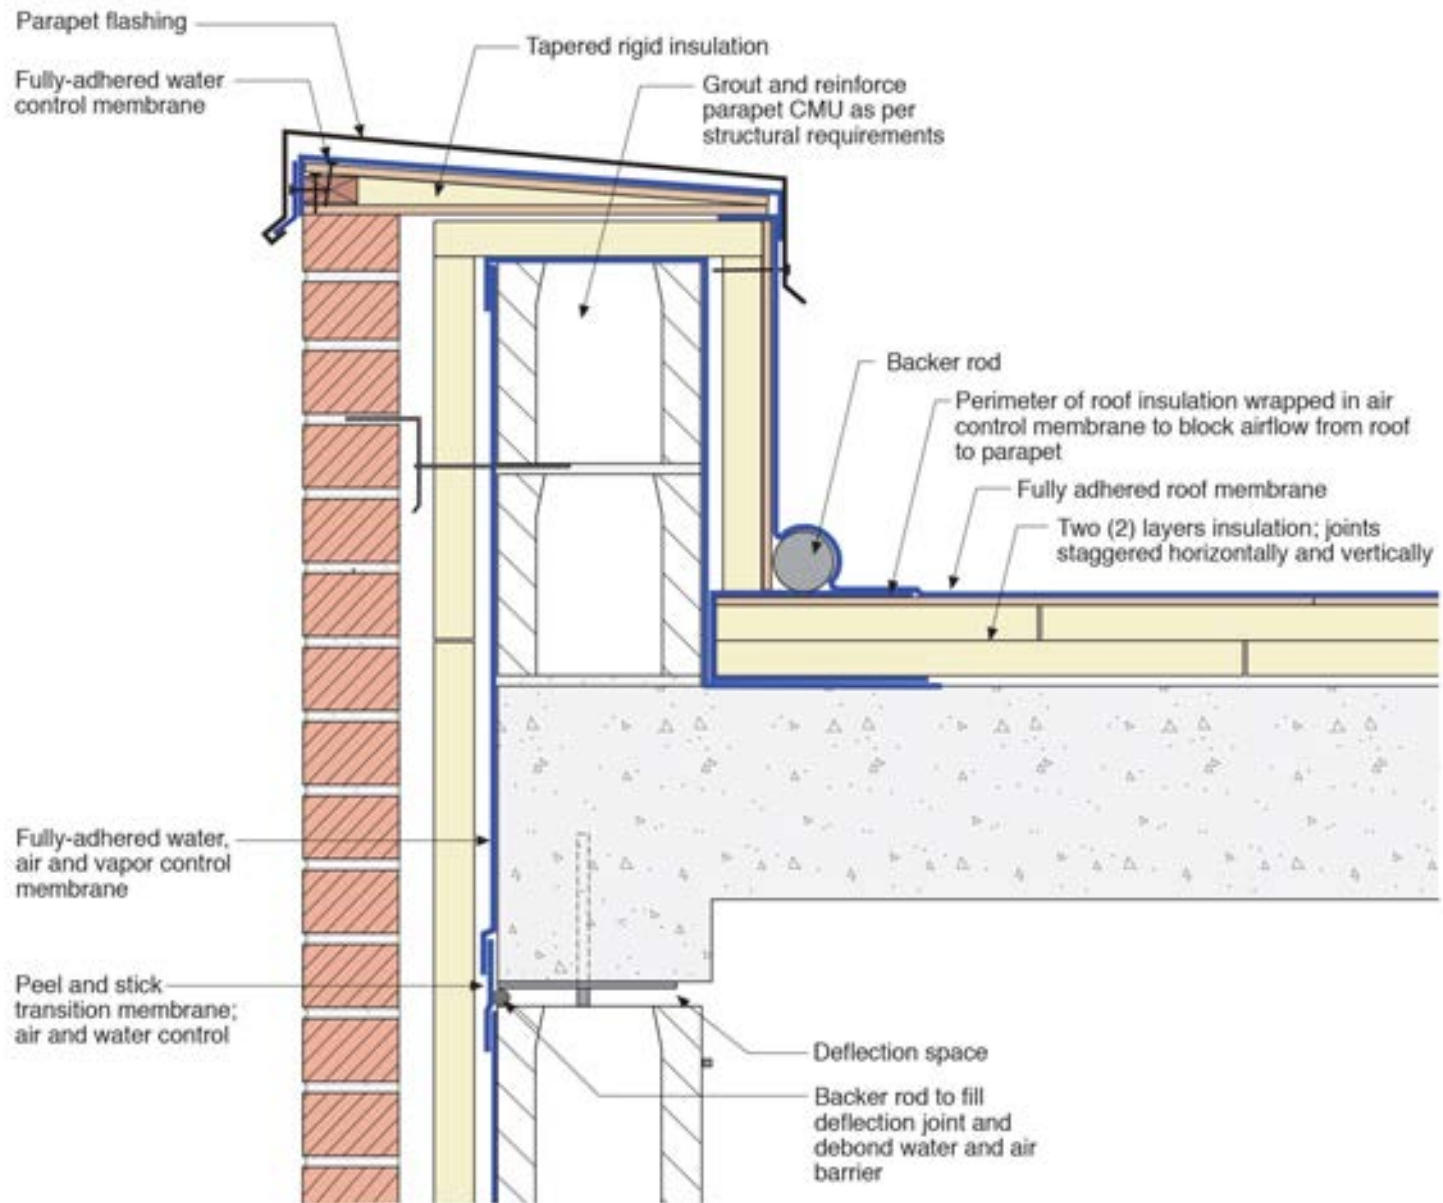 Parapet flashing
Tapered rigid insulation
Fully-adhered water
control membrane
Grout and reinforce
parapet CMU as per
structural requirements
Backer rod
Perimeter of roof insulation wrapped in air
control membrane to block airflow from roof
to parapet
Fully adhered roof membrane
Two (2) layers insulation; joints
staggered horizontally and vertically
Fully-adhered water,
air and vapor control
membrane
Peel and stick
transition membrane;
air and water control
Deflection space
Backer rod to fill
deflection joint and
debond water and air
barrier